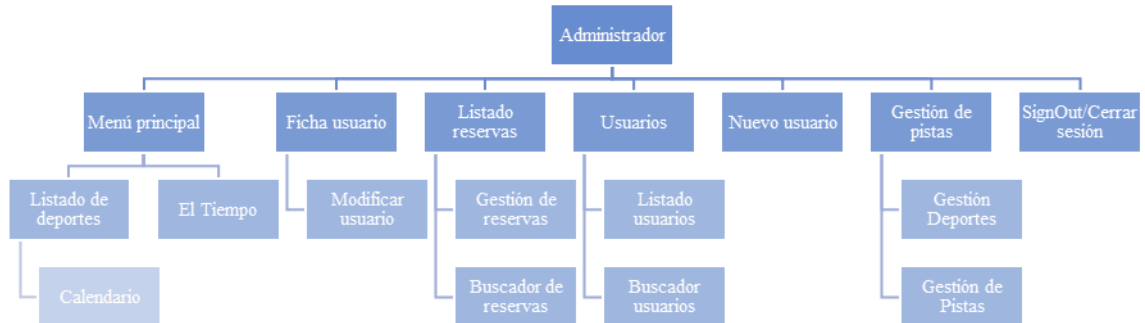 Administrador
Menú principal
Ficha usuario
Listado
reservas
Usuarios
Nuevo usuario
Gestión de
pistas
SignOut/Cerrar
sesión
Listado de
deportes
El Tiempo
Modificar
usuario
Gestión de
reservas
Listado
usuarios
Gestión
Deportes
Calendario
Buscador de
reservas
Buscador
usuarios
Gestión de
Pistas